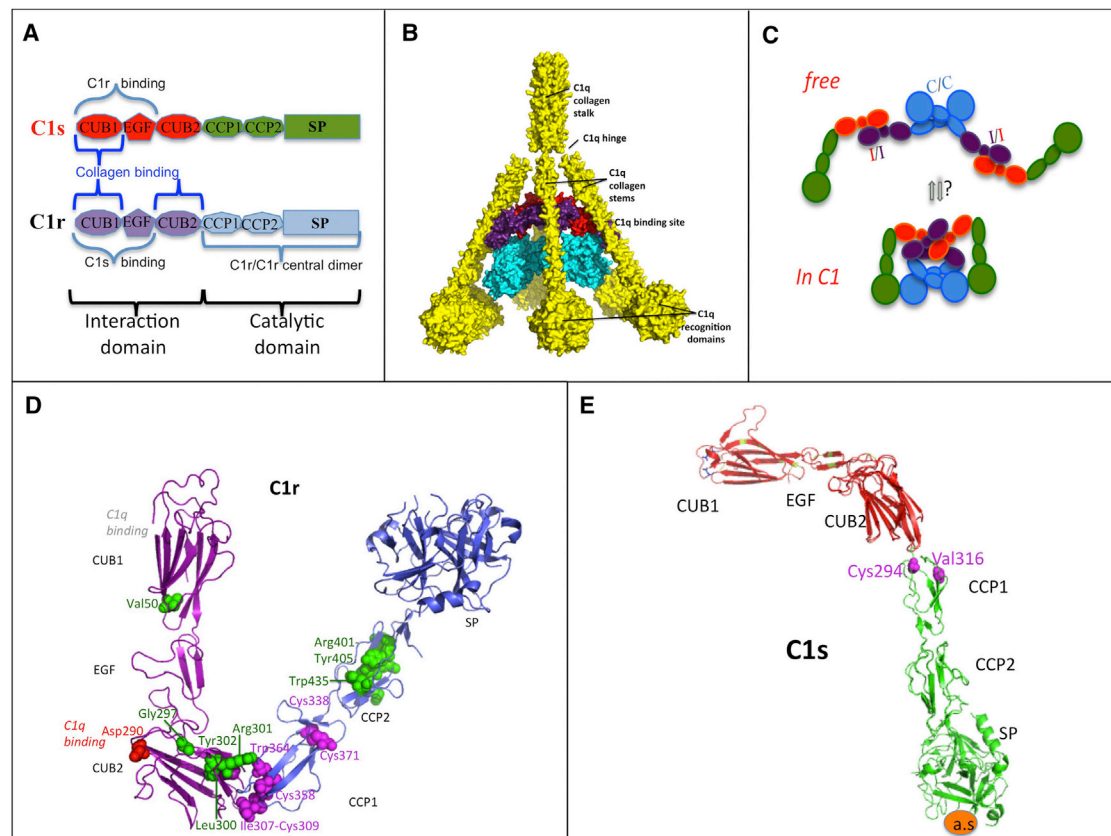 A
C1r binding
C1s
CUB1
EGF
CUB2
CCP1
CCP2
SP
Collagen binding
C1r
CUB1
EGF
CUB2
CCP1
CCP2
SP
C1s binding
C1r/C1r central dimer
Interaction
domain
Catalytic
domain
B
C1q
collagen
stalk
C1q hinge
C1q
collagen
stems
C1q binding site
C1q
recognition
domains
C
free
C/C
I/I
I/I
?
In C1
D
C1r
C1q
binding
CUB1
Val50
EGF
SP
Arg401
Tyr405
Trp435
Cys338
CCP2
Gly297
Arg301
C1q
binding
Asp290
Tyr302
Trp364
Cys371
CUB2
Cys358
CCP1
Leu300
Ile307-Cys309
E
CUB1
EGF
CUB2
Cys294
Val316
CCP1
C1s
CCP2
SP
a.s